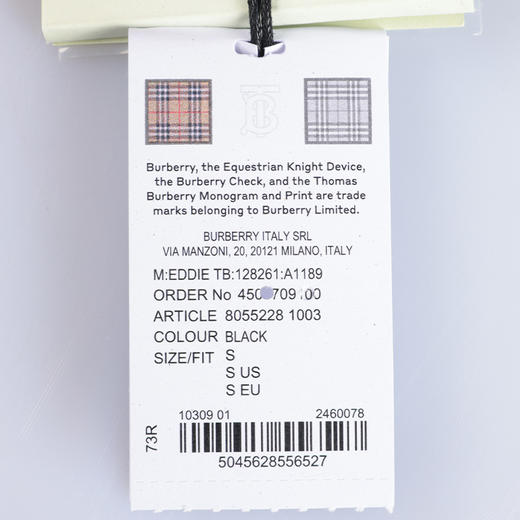 Burberry, the Equestrian Knight Device,
the Burberry Check, and the Thomas
Burberry Monogram and Print are trade
marks belonging to Burberry Limited.
BURBERRY ITALY SRL
VIA MANZONI, 20, 20121 MILANO, ITALY
M:EDDIE TB:128261:A1189
ORDER No
ARTICLE 8055228 1003
COLOUR BLACK
SIZE/FIT S
S US
S EU
73R
10309 01 2460078
5045628556527